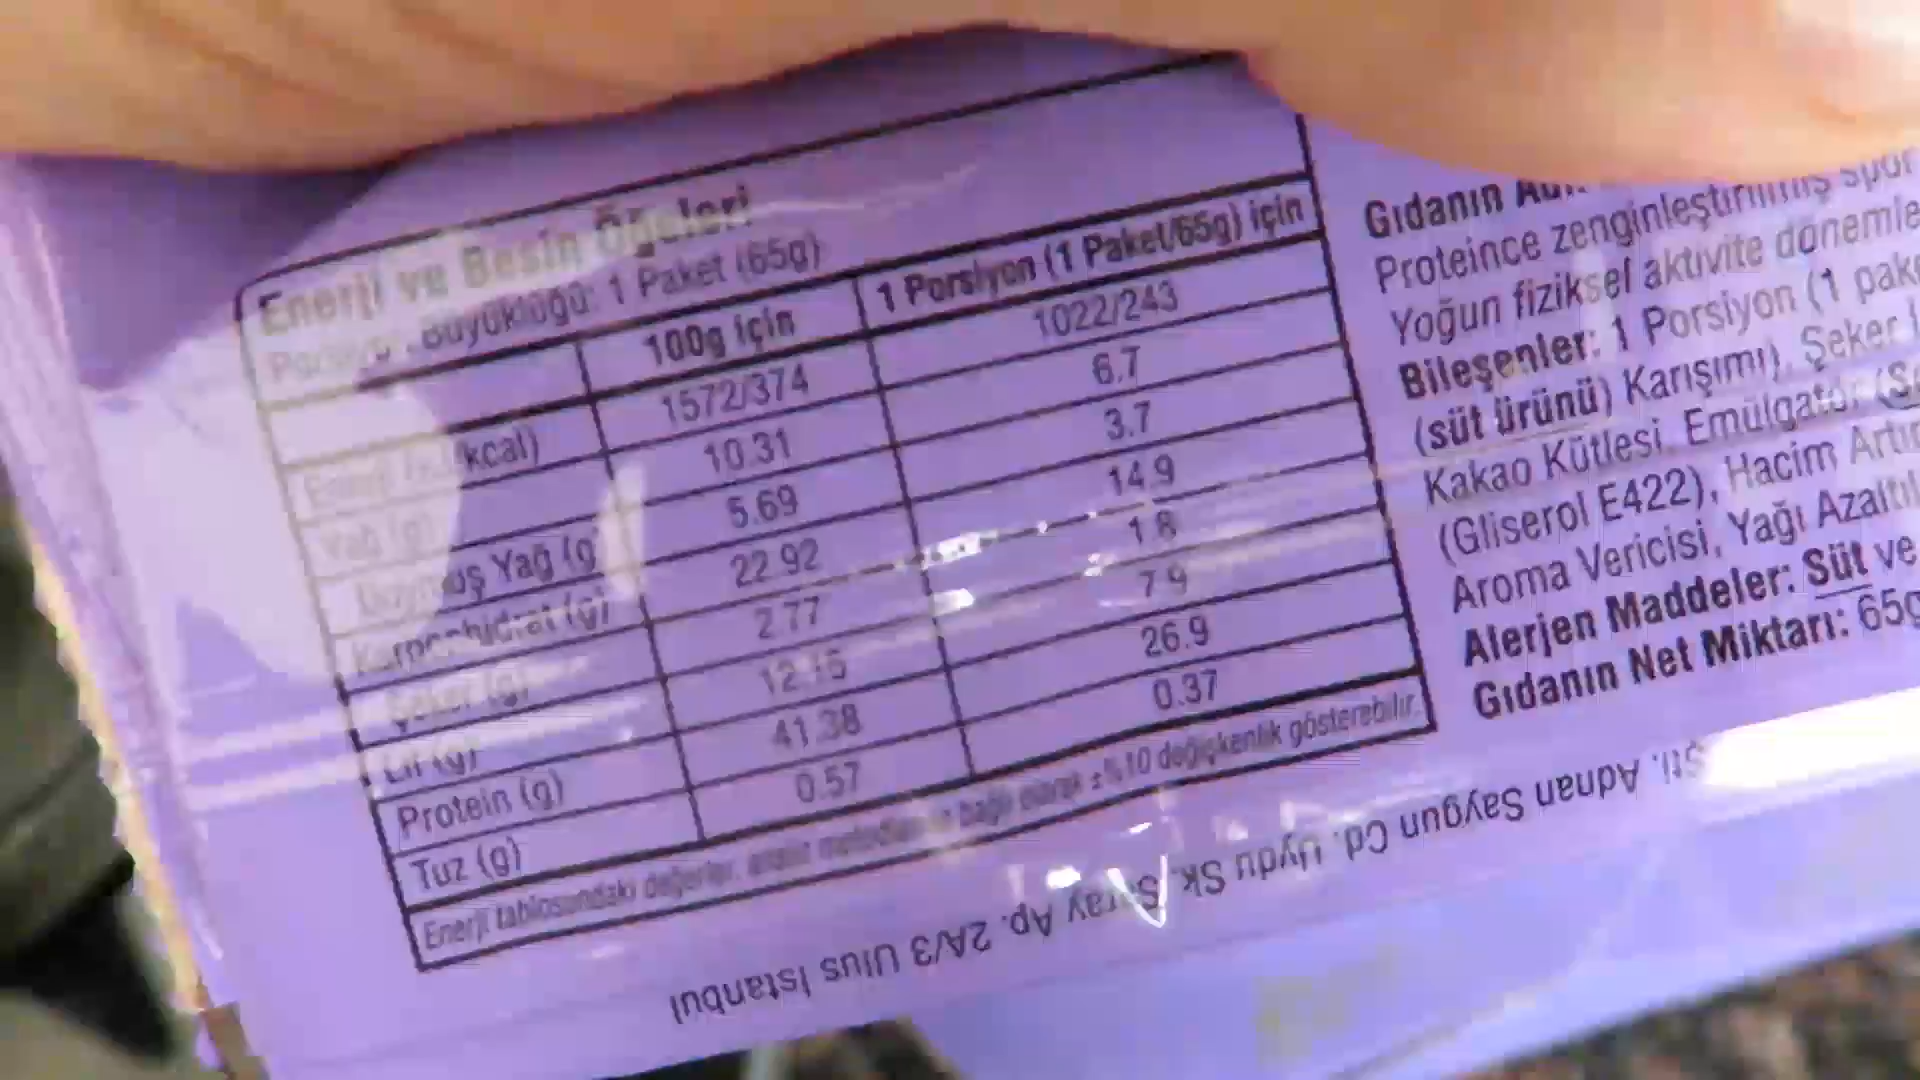 Enerji ve Besin Öğeleri
Porsiyon Büyüklüğü: 1 Paket (65g)
100g için 1 Porsiyon (1 Paket/65g) için
Enerji (kJ/kcal) 1572/374 1022/243
Yağ (g) 10.31 6.7
Doymuş Yağ (g 5.69 3.7
Karbonhidrat (g) 22.92 14.9
Şeker (g) 2.77 1.8
Lif (g) 12.15 7.9
Protein (g) 41.38 26.9
Tuz (g) 0.57 0.37
Enerji tablosundaki değerler, analiz bağlı olarak ±%10 değişkenlik gösterebilir.
Gıdanın
Proteince zenginleştirilmiş
Yoğun fiziksel aktivite dönemle
Bileşenler: 1 Porsiyon (1 pake
(süt ürünü) Karışımı), Şeker
Kakao Kütlesi, Emülgatör (S
(Gliserol E422), Hacim Artır
Aroma Vericisi, Yağı Azaltıl
Alerjen Maddeler: Süt ve
Gıdanın Net Miktarı: 65g
Şti. Adnan Saygun Cd. Uydu Sk. Saray Ap. 2A/3 Ulus İstanbul